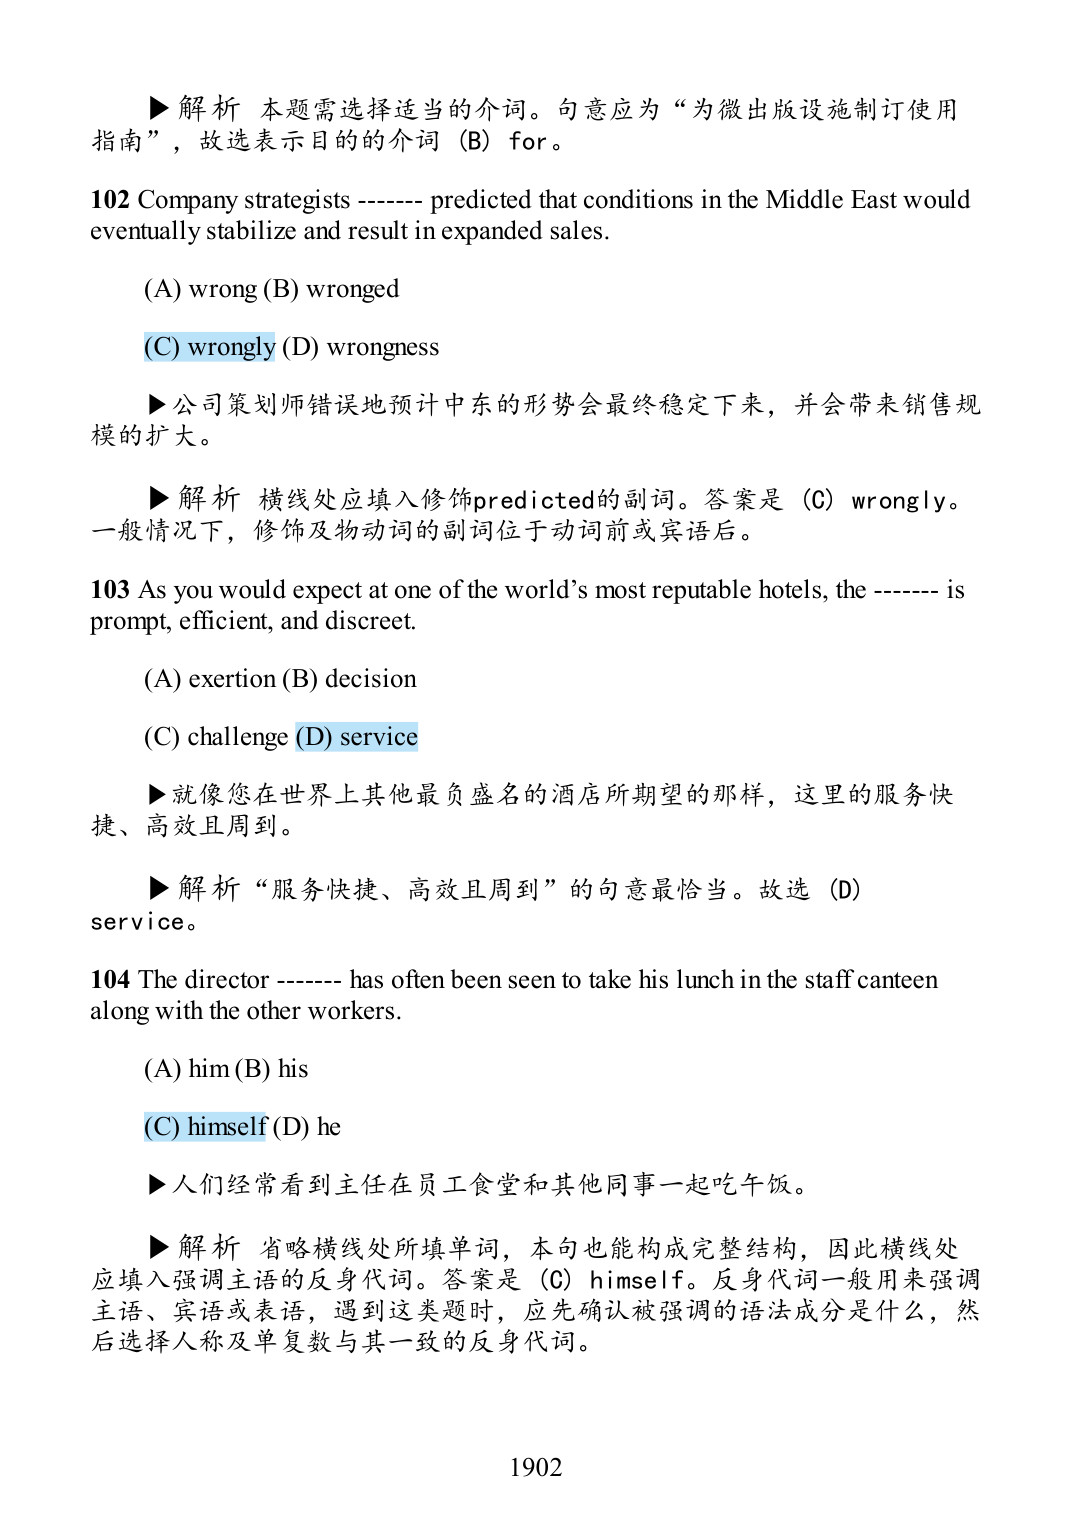 ▶解析 本题需选择适当的介词。句意应为“为微出版设施制订使用
指南”，故选表示目的的介词 (B) for。
102 Company strategists ------- predicted that conditions in the Middle East would
eventually stabilize and result in expanded sales.
(A) wrong (B) wronged
(C) wrongly (D) wrongness
▶公司策划师错误地预计中东的形势会最终稳定下来，并会带来销售规
模的扩大。
▶解析 横线处应填入修饰predicted的副词。答案是 (C) wrongly。
一般情况下，修饰及物动词的副词位于动词前或宾语后。
103 As you would expect at one of the world’s most reputable hotels, the ------- is
prompt, efficient, and discreet.
(A) exertion (B) decision
(C) challenge (D) service
▶就像您在世界上其他最负盛名的酒店所期望的那样，这里的服务快
捷、高效且周到。
▶解析“服务快捷、高效且周到”的句意最恰当。故选 (D)
service。
104 The director ------- has often been seen to take his lunch in the staff canteen
along with the other workers.
(A) him (B) his
(C) himself (D) he
▶人们经常看到主任在员工食堂和其他同事一起吃午饭。
▶解析 省略横线处所填单词，本句也能构成完整结构，因此横线处
应填入强调主语的反身代词。答案是 (C) himself。反身代词一般用来强调
主语、宾语或表语，遇到这类题时，应先确认被强调的语法成分是什么，然
后选择人称及单复数与其一致的反身代词。
1902